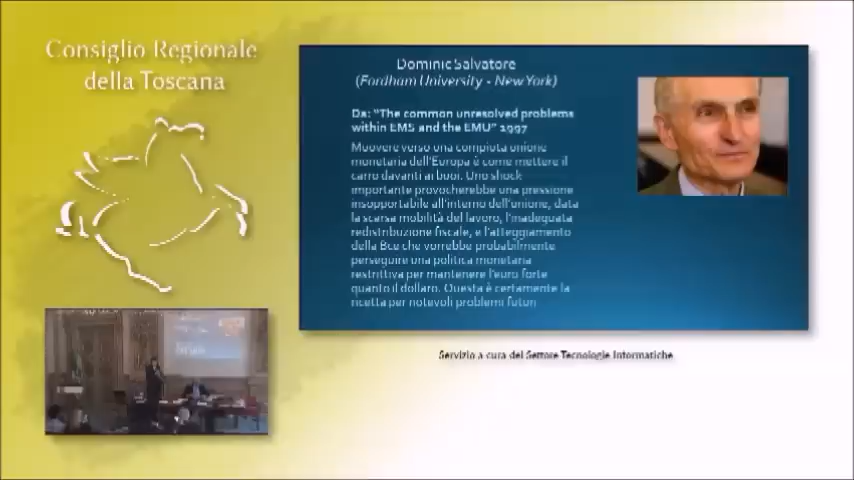 Consiglio Regionale
della Toscana
Dominic Salvatore
(Fordham University - New York)
Da: "The common unresolved problems
within EMS and the EMU" 1997
Muovere verso una compiuta unione
monetaria dell'Europa è come mettere il
carro davanti ai buoi. Uno shock
importante provocherebbe una pressione
insopportabile all'interno dell'unione, data
la scarsa mobilità del lavoro, l'inadeguata
redistribuzione fiscale, e l'atteggiamento
della Bce che vorrebbe probabilmente
perseguire una politica monetaria
restrittiva per mantenere l'euro forte
quanto il dollaro. Questa è certamente la
ricetta per notevoli problemi futuri
Servizio a cura del Settore Tecnologie Informatiche